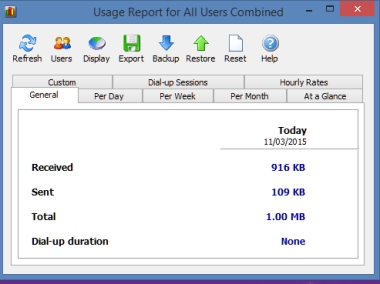 Usage Report for All Users Combined
Refresh Users Display Export Backup Restore Reset Help
Custom Dial-up Sessions Hourly Rates
General Per Day Per Week Per Month At a Glance
Today
11/03/2015
Received 916 KB
Sent 109 KB
Total 1.00 MB
Dial-up duration None